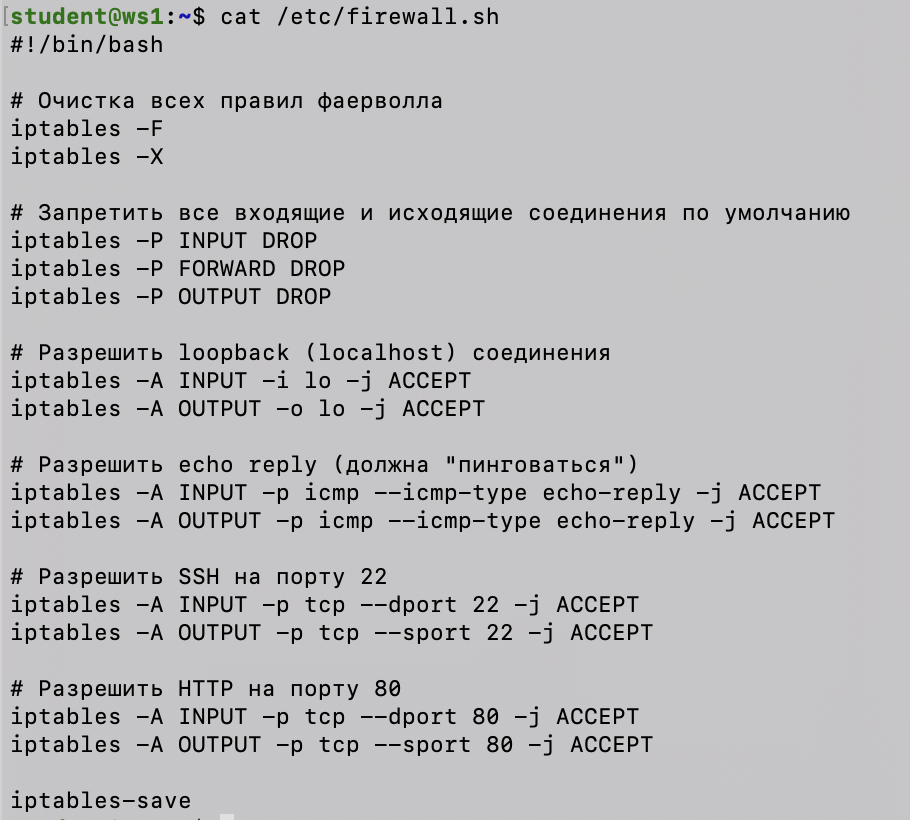 [student@ws1:~$ cat /etc/firewall.sh
#!/bin/bash
# Очистка всех правил фаерволла
iptables -F
iptables -X
# Запретить все входящие и исходящие соединения по умолчанию
iptables -P INPUT DROP
iptables -P FORWARD DROP
iptables -P OUTPUT DROP
# Разрешить loopback (localhost) соединения
iptables -A INPUT -i lo -j ACCEPT
iptables -A OUTPUT -o lo -j ACCEPT
# Разрешить echo reply (должна "пинговаться")
iptables -A INPUT -p icmp --icmp-type echo-reply -j ACCEPT
iptables -A OUTPUT -p icmp --icmp-type echo-reply -j ACCEPT
# Разрешить SSH на порту 22
iptables -A INPUT -p tcp --dport 22 -j ACCEPT
iptables -A OUTPUT -p tcp --sport 22 -j ACCEPT
# Разрешить HTTP на порту 80
iptables -A INPUT -p tcp --dport 80 -j ACCEPT
iptables -A OUTPUT -p tcp --sport 80 -j ACCEPT
iptables-save